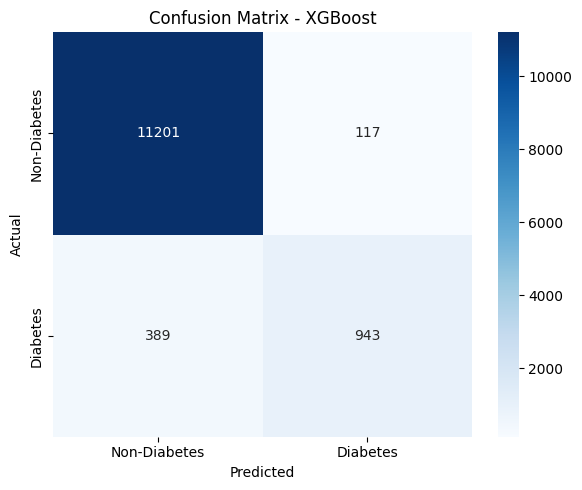 Confusion Matrix - XGBoost
Actual
Non-Diabetes
11201
117
Diabetes
389
943
Non-Diabetes
Diabetes
Predicted
10000
8000
6000
4000
2000